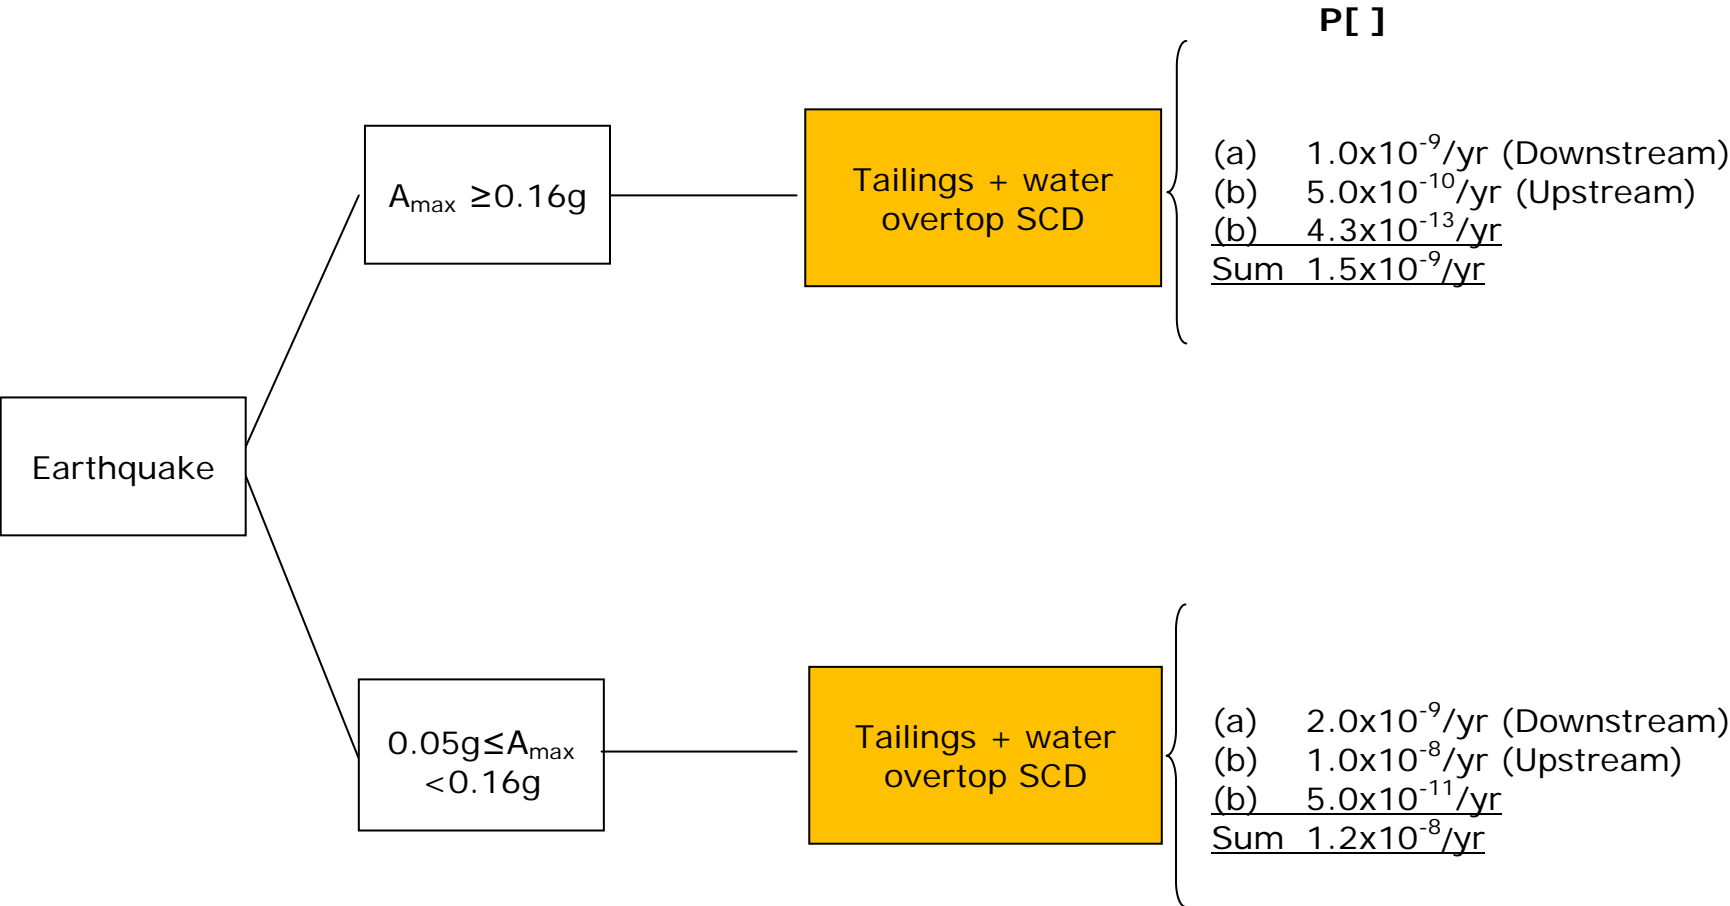 P[ ]
A_max ≥0.16g
Tailings + water
overtop SCD
(a) 1.0x10⁻⁹/yr (Downstream)
(b) 5.0x10⁻¹⁰/yr (Upstream)
(b) 4.3x10⁻¹³/yr
Sum 1.5x10⁻⁹/yr
Earthquake
0.05g≤A_max
<0.16g
Tailings + water
overtop SCD
(a) 2.0x10⁻⁹/yr (Downstream)
(b) 1.0x10⁻⁸/yr (Upstream)
(b) 5.0x10⁻¹¹/yr
Sum 1.2x10⁻⁸/yr